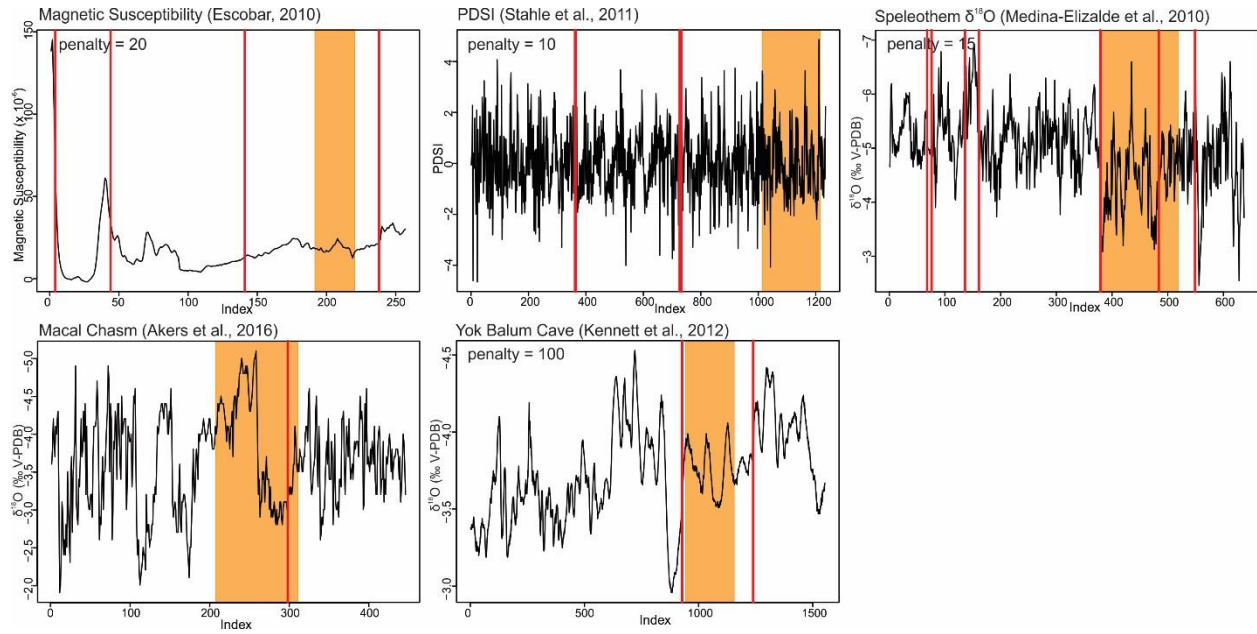 Magnetic Susceptibility (Escobar, 2010)
penalty = 20
Magnetic Susceptibility (x10⁻⁶)
150
100
50
0
0 50 100 150 200 250
Index
PDSI (Stahle et al., 2011)
penalty = 10
PDSI
4
2
0
-2
-4
0 200 400 600 800 1000 1200
Index
Speleothem δ¹⁸O (Medina-Elizalde et al., 2010)
penalty = 15
δ¹⁸O (‰ V-PDB)
-7
-6
-5
-4
-3
0 100 200 300 400 500 600
Index
Macal Chasm (Akers et al., 2016)
δ¹⁸O (‰ V-PDB)
-5.0
-4.5
-4.0
-3.5
-3.0
-2.5
-2.0
0 100 200 300 400
Index
Yok Balum Cave (Kennett et al., 2012)
penalty = 100
δ¹⁸O (‰ V-PDB)
-4.5
-4.0
-3.5
-3.0
0 500 1000 1500
Index